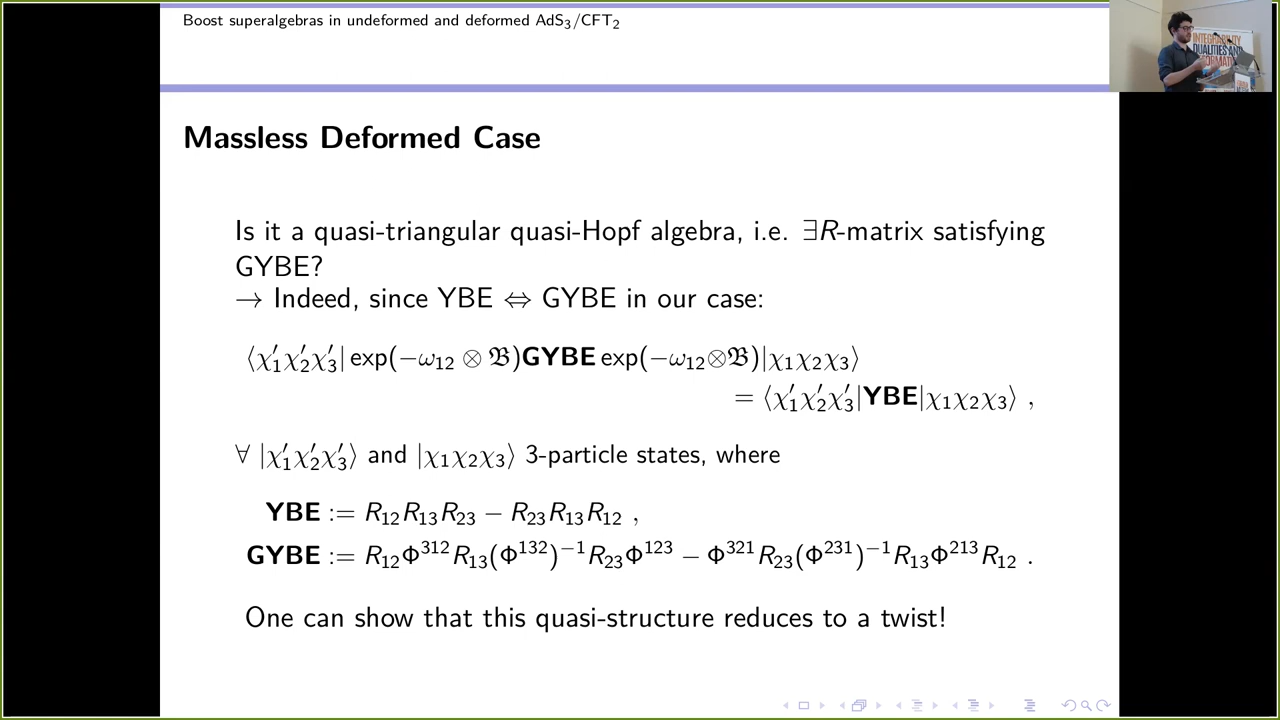 Boost superalgebras in undeformed and deformed AdS₃/CFT₂
INTEGRABILITY
Massless Deformed Case
Is it a quasi-triangular quasi-Hopf algebra, i.e. ∃R-matrix satisfying
GYBE?
→ Indeed, since YBE ⇔ GYBE in our case:
⟨χ′₁χ′₂χ′₃| exp(−ω₁₂ ⊗ 𝔅)GYBE exp(−ω₁₂⊗𝔅)|χ₁χ₂χ₃⟩
= ⟨χ′₁χ′₂χ′₃|YBE|χ₁χ₂χ₃⟩ ,
∀ |χ′₁χ′₂χ′₃⟩ and |χ₁χ₂χ₃⟩ 3-particle states, where
YBE := R₁₂R₁₃R₂₃ − R₂₃R₁₃R₁₂ ,
GYBE := R₁₂Φ³¹²R₁₃(Φ¹³²)⁻¹R₂₃Φ¹²³ − Φ³²¹R₂₃(Φ²³¹)⁻¹R₁₃Φ²¹³R₁₂ .
One can show that this quasi-structure reduces to a twist!